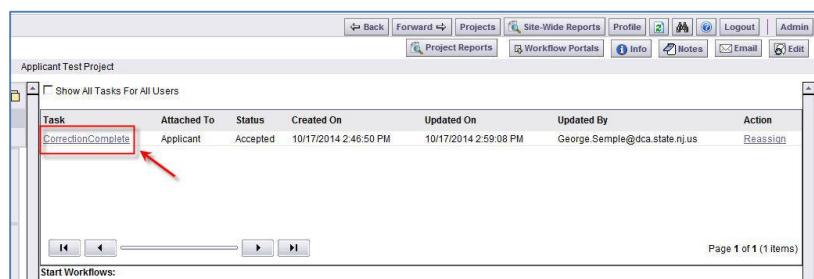 Back Forward Projects Site-Wide Reports Profile Logout Admin
Project Reports Workflow Portals Info Notes Email Edit
Applicant Test Project
Show All Tasks For All Users
Task Attached To Status Created On Updated On Updated By Action
CorrectionComplete Applicant Accepted 10/17/2014 2:46:50 PM 10/17/2014 2:59:08 PM George.Semple@dca.state.nj.us Reassign
Page 1 of 1 (1 items)
Start Workflows: